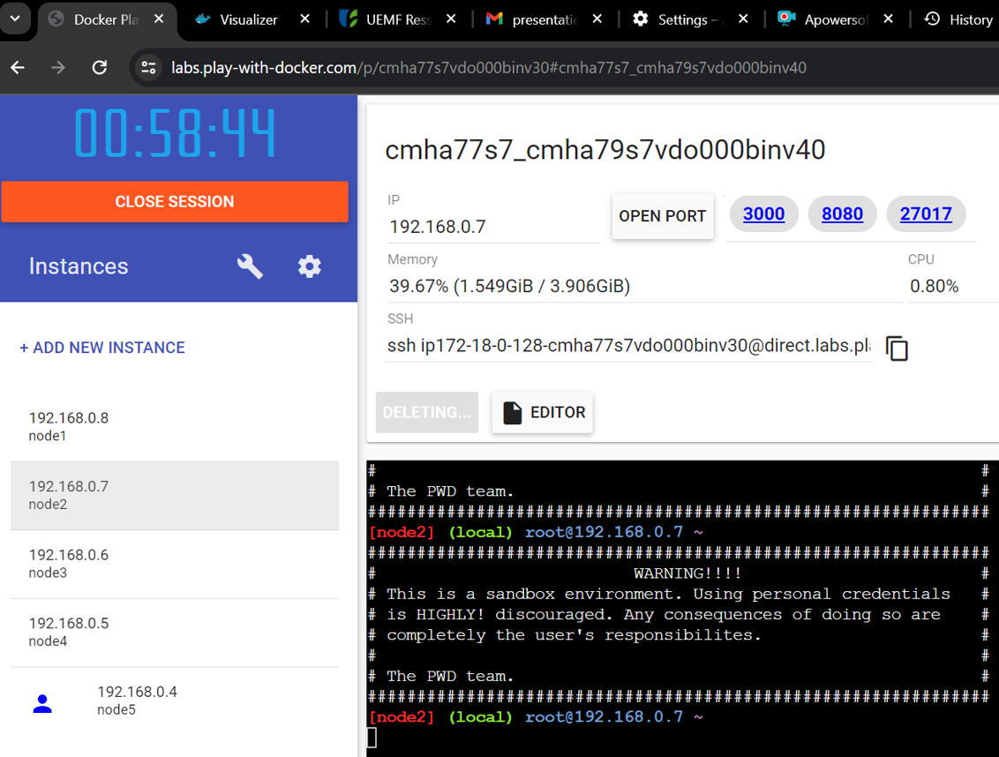 Docker Pla
Visualizer
UEMF Ress
presentatio
Settings –
Apowersof
History
labs.play-with-docker.com/p/cmha77s7vdo000binv30#cmha77s7_cmha79s7vdo000binv40
00:58:44
CLOSE SESSION
Instances
+ ADD NEW INSTANCE
192.168.0.8
node1
192.168.0.7
node2
192.168.0.6
node3
192.168.0.5
node4
192.168.0.4
node5
cmha77s7_cmha79s7vdo000binv40
IP
192.168.0.7
OPEN PORT
3000
8080
27017
Memory
39.67% (1.549GiB / 3.906GiB)
CPU
0.80%
SSH
ssh ip172-18-0-128-cmha77s7vdo000binv30@direct.labs.pl
DELETING...
EDITOR
# #
# The PWD team. #
###############################################################
[node2] (local) root@192.168.0.7 ~
###############################################################
# WARNING!!!! #
# This is a sandbox environment. Using personal credentials #
# is HIGHLY! discouraged. Any consequences of doing so are #
# completely the user's responsibilites. #
# #
# The PWD team. #
###############################################################
[node2] (local) root@192.168.0.7 ~